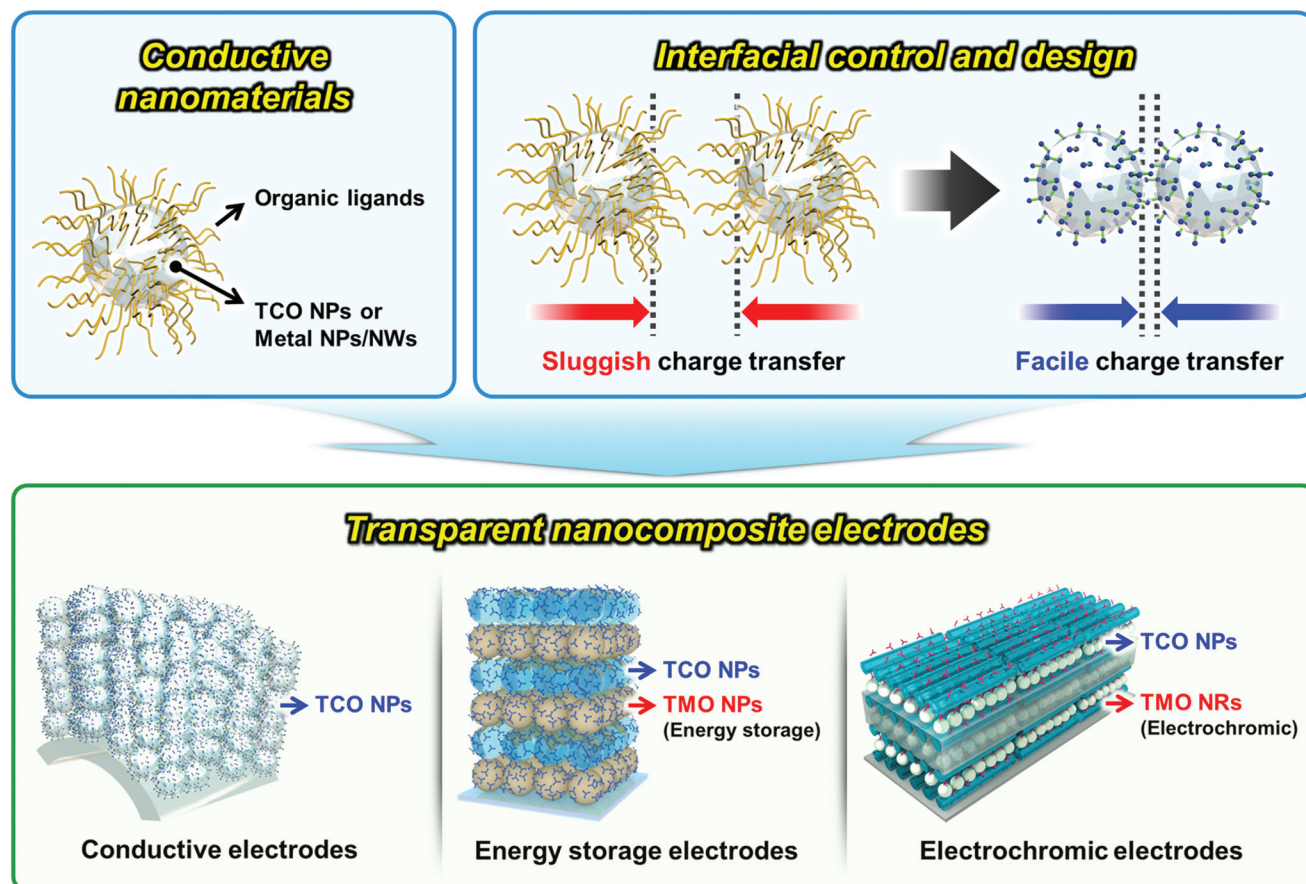 Conductive
nanomaterials
Organic ligands
TCO NPs or
Metal NPs/NWs
Interfacial control and design
Sluggish charge transfer
Facile charge transfer
Transparent nanocomposite electrodes
TCO NPs
Conductive electrodes
TCO NPs
TMO NPs
(Energy storage)
Energy storage electrodes
TCO NPs
TMO NRs
(Electrochromic)
Electrochromic electrodes